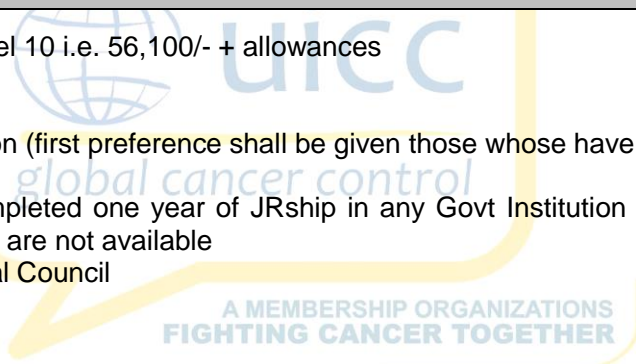 el 10 i.e. 56,100/- + allowances
UICC
on (first preference shall be given those whose have
global cancer control
mpleted one year of JRship in any Govt Institution
are not available
al Council
A MEMBERSHIP ORGANIZATIONS
FIGHTING CANCER TOGETHER